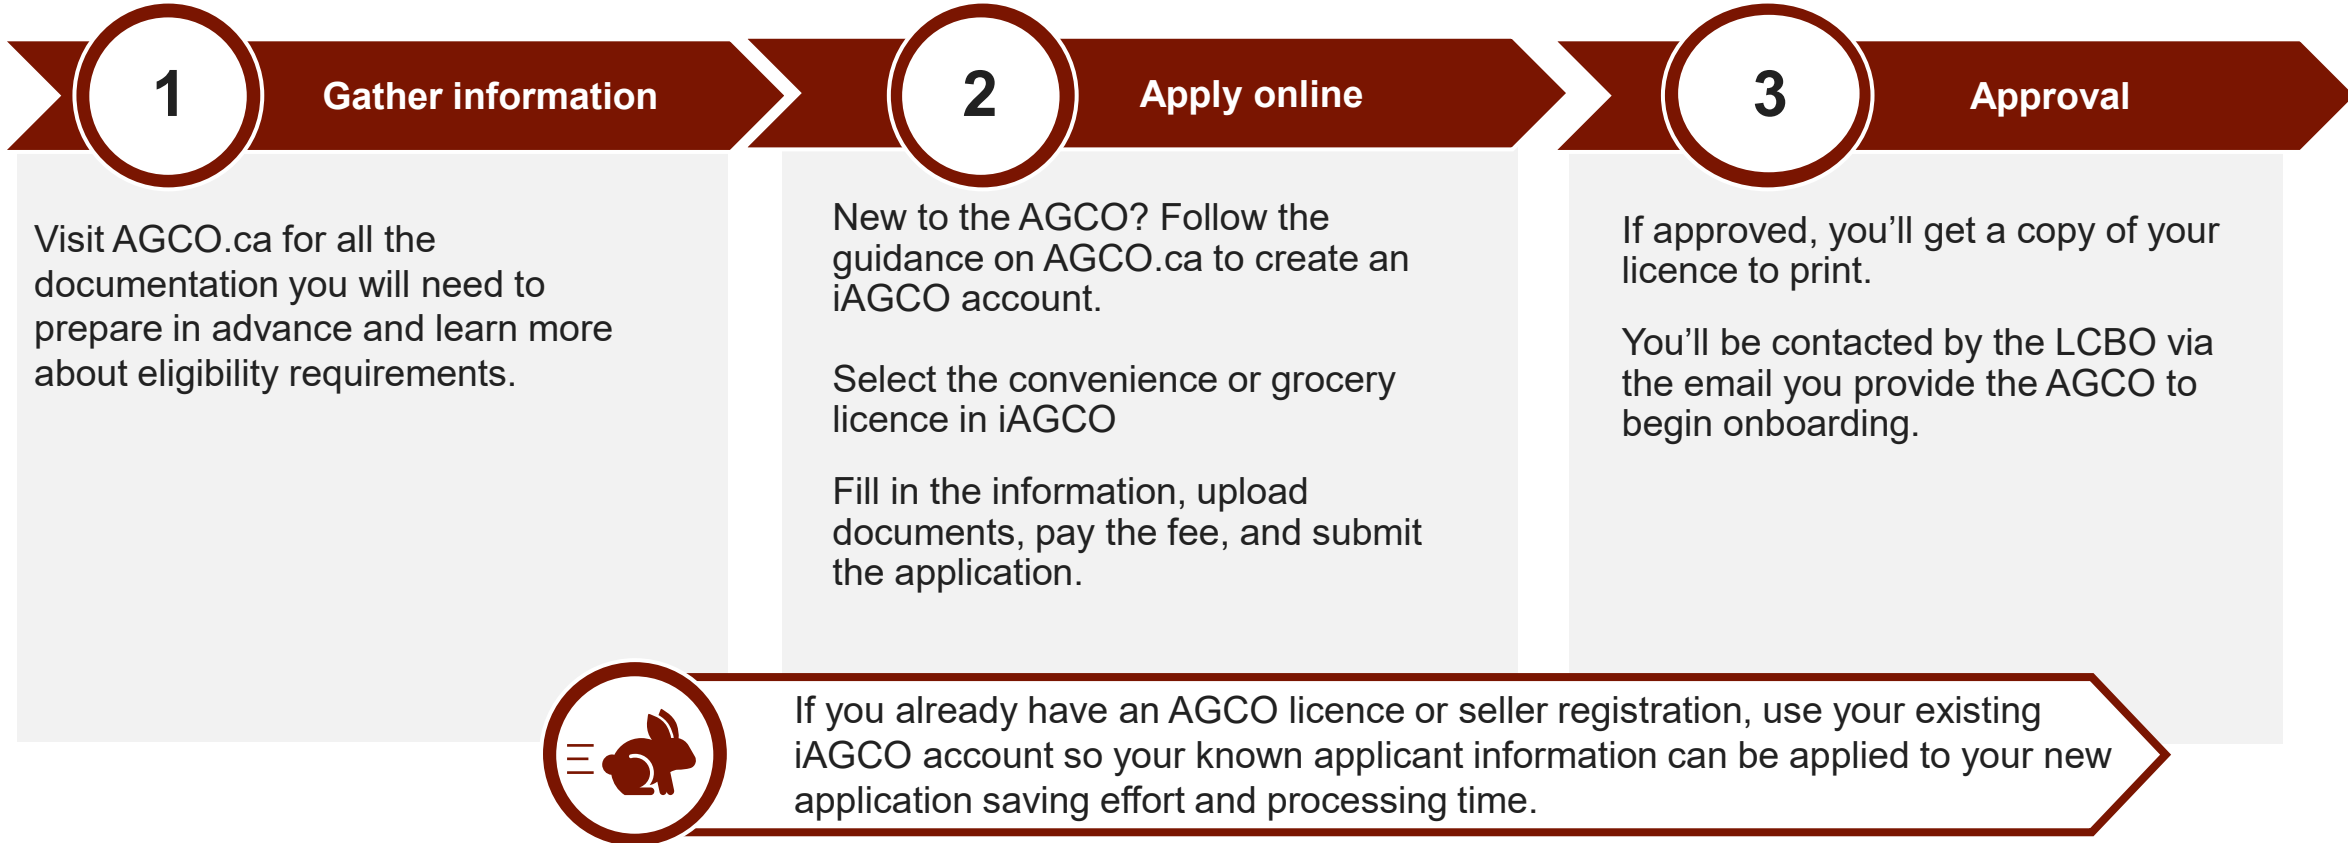 1
Gather information
Visit AGCO.ca for all the
documentation you will need to
prepare in advance and learn more
about eligibility requirements.
2
Apply online
New to the AGCO? Follow the
guidance on AGCO.ca to create an
iAGCO account.
Select the convenience or grocery
licence in iAGCO
Fill in the information, upload
documents, pay the fee, and submit
the application.
3
Approval
If approved, you’ll get a copy of your
licence to print.
You’ll be contacted by the LCBO via
the email you provide the AGCO to
begin onboarding.
If you already have an AGCO licence or seller registration, use your existing
iAGCO account so your known applicant information can be applied to your new
application saving effort and processing time.